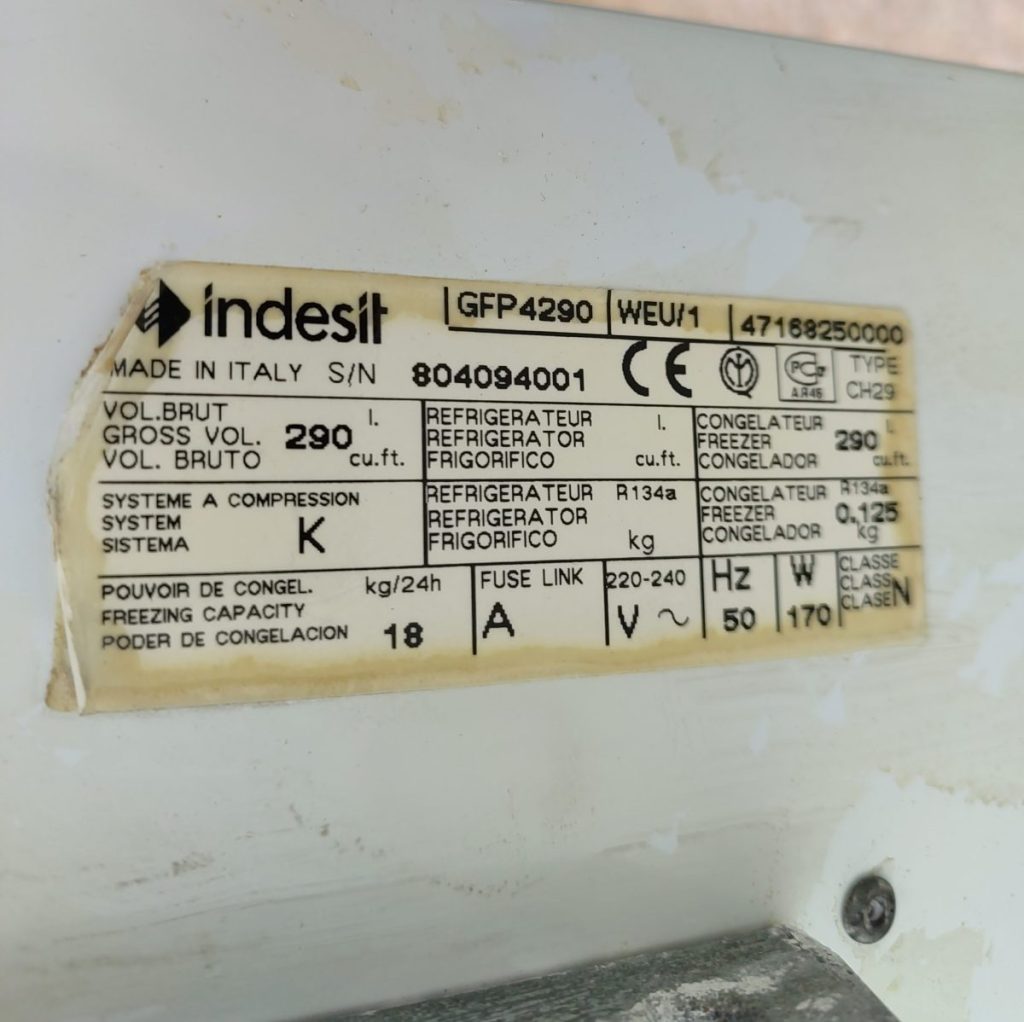 indesit GFP4290 WEU/1 47168250000
MADE IN ITALY S/N 804094001 CE TYPE
CH29
VOL.BRUT l.
GROSS VOL. 290
VOL. BRUTO cu.ft.
REFRIGERATEUR l.
REFRIGERATOR
FRIGORIFICO cu.ft.
CONGELATEUR l.
FREEZER 290
CONGELADOR cu.ft.
SYSTEME A COMPRESSION
SYSTEM K
SISTEMA
REFRIGERATEUR R134a
REFRIGERATOR
FRIGORIFICO kg
CONGELATEUR R134a
FREEZER 0.125
CONGELADOR kg
POUVOIR DE CONGEL. kg/24h
FREEZING CAPACITY
PODER DE CONGELACION 18
FUSE LINK
A
220-240
V ~
Hz
50
W
170
CLASSE
CLASS N
CLASE